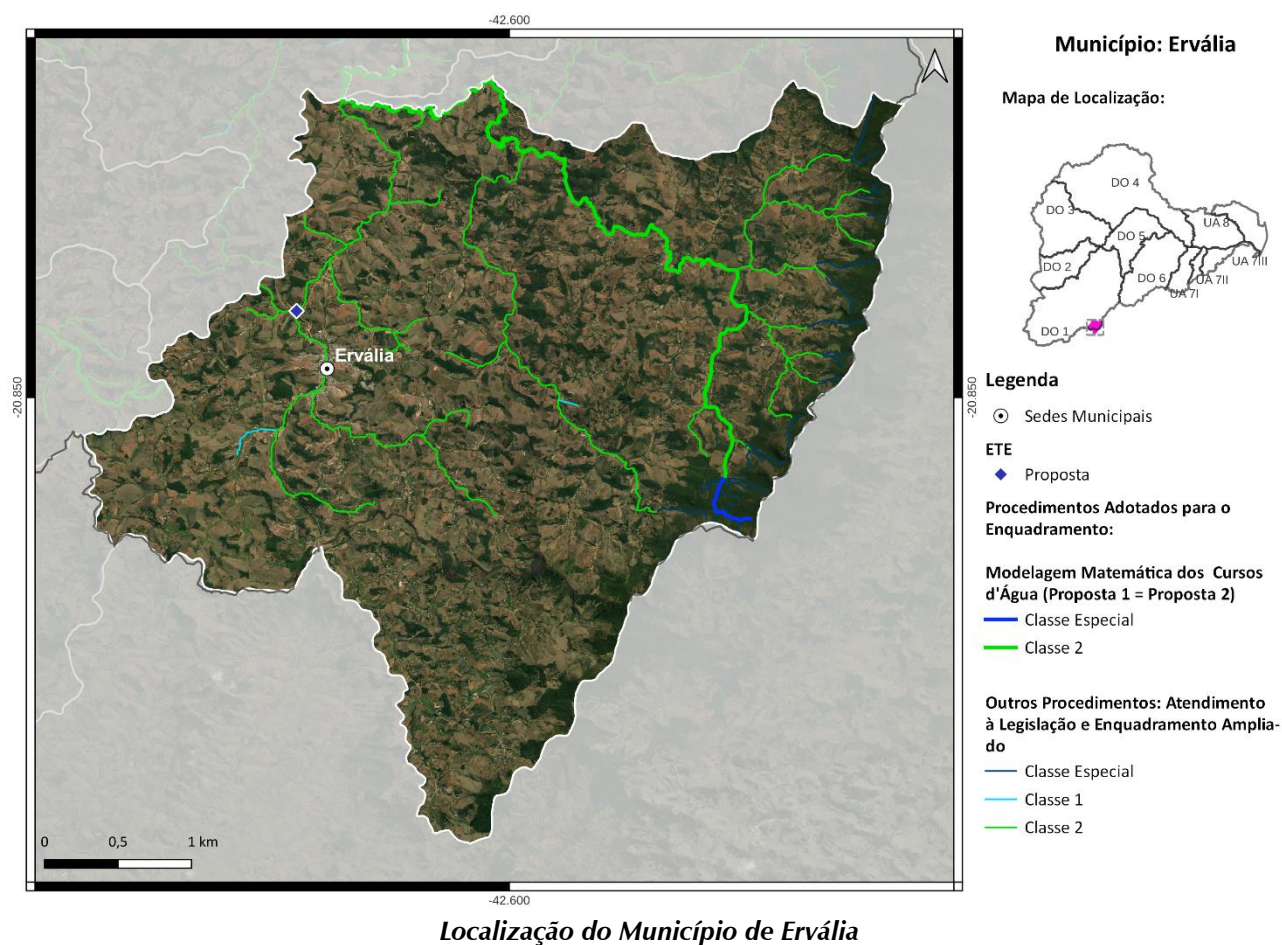 -42.600
Município: Ervália
Mapa de Localização:
DO 4
DO 3
UA 8
DO 5
UA 7III
DO 2
DO 6
UA 7II
UA 7I
DO 1
Ervália
-20.850
-20.850
Legenda
Sedes Municipais
ETE
Proposta
Procedimentos Adotados para o
Enquadramento:
Modelagem Matemática dos Cursos
d'Água (Proposta 1 = Proposta 2)
Classe Especial
Classe 2
Outros Procedimentos: Atendimento
à Legislação e Enquadramento Amplia-
do
Classe Especial
Classe 1
Classe 2
0 0,5 1 km
-42.600
Localização do Município de Ervália